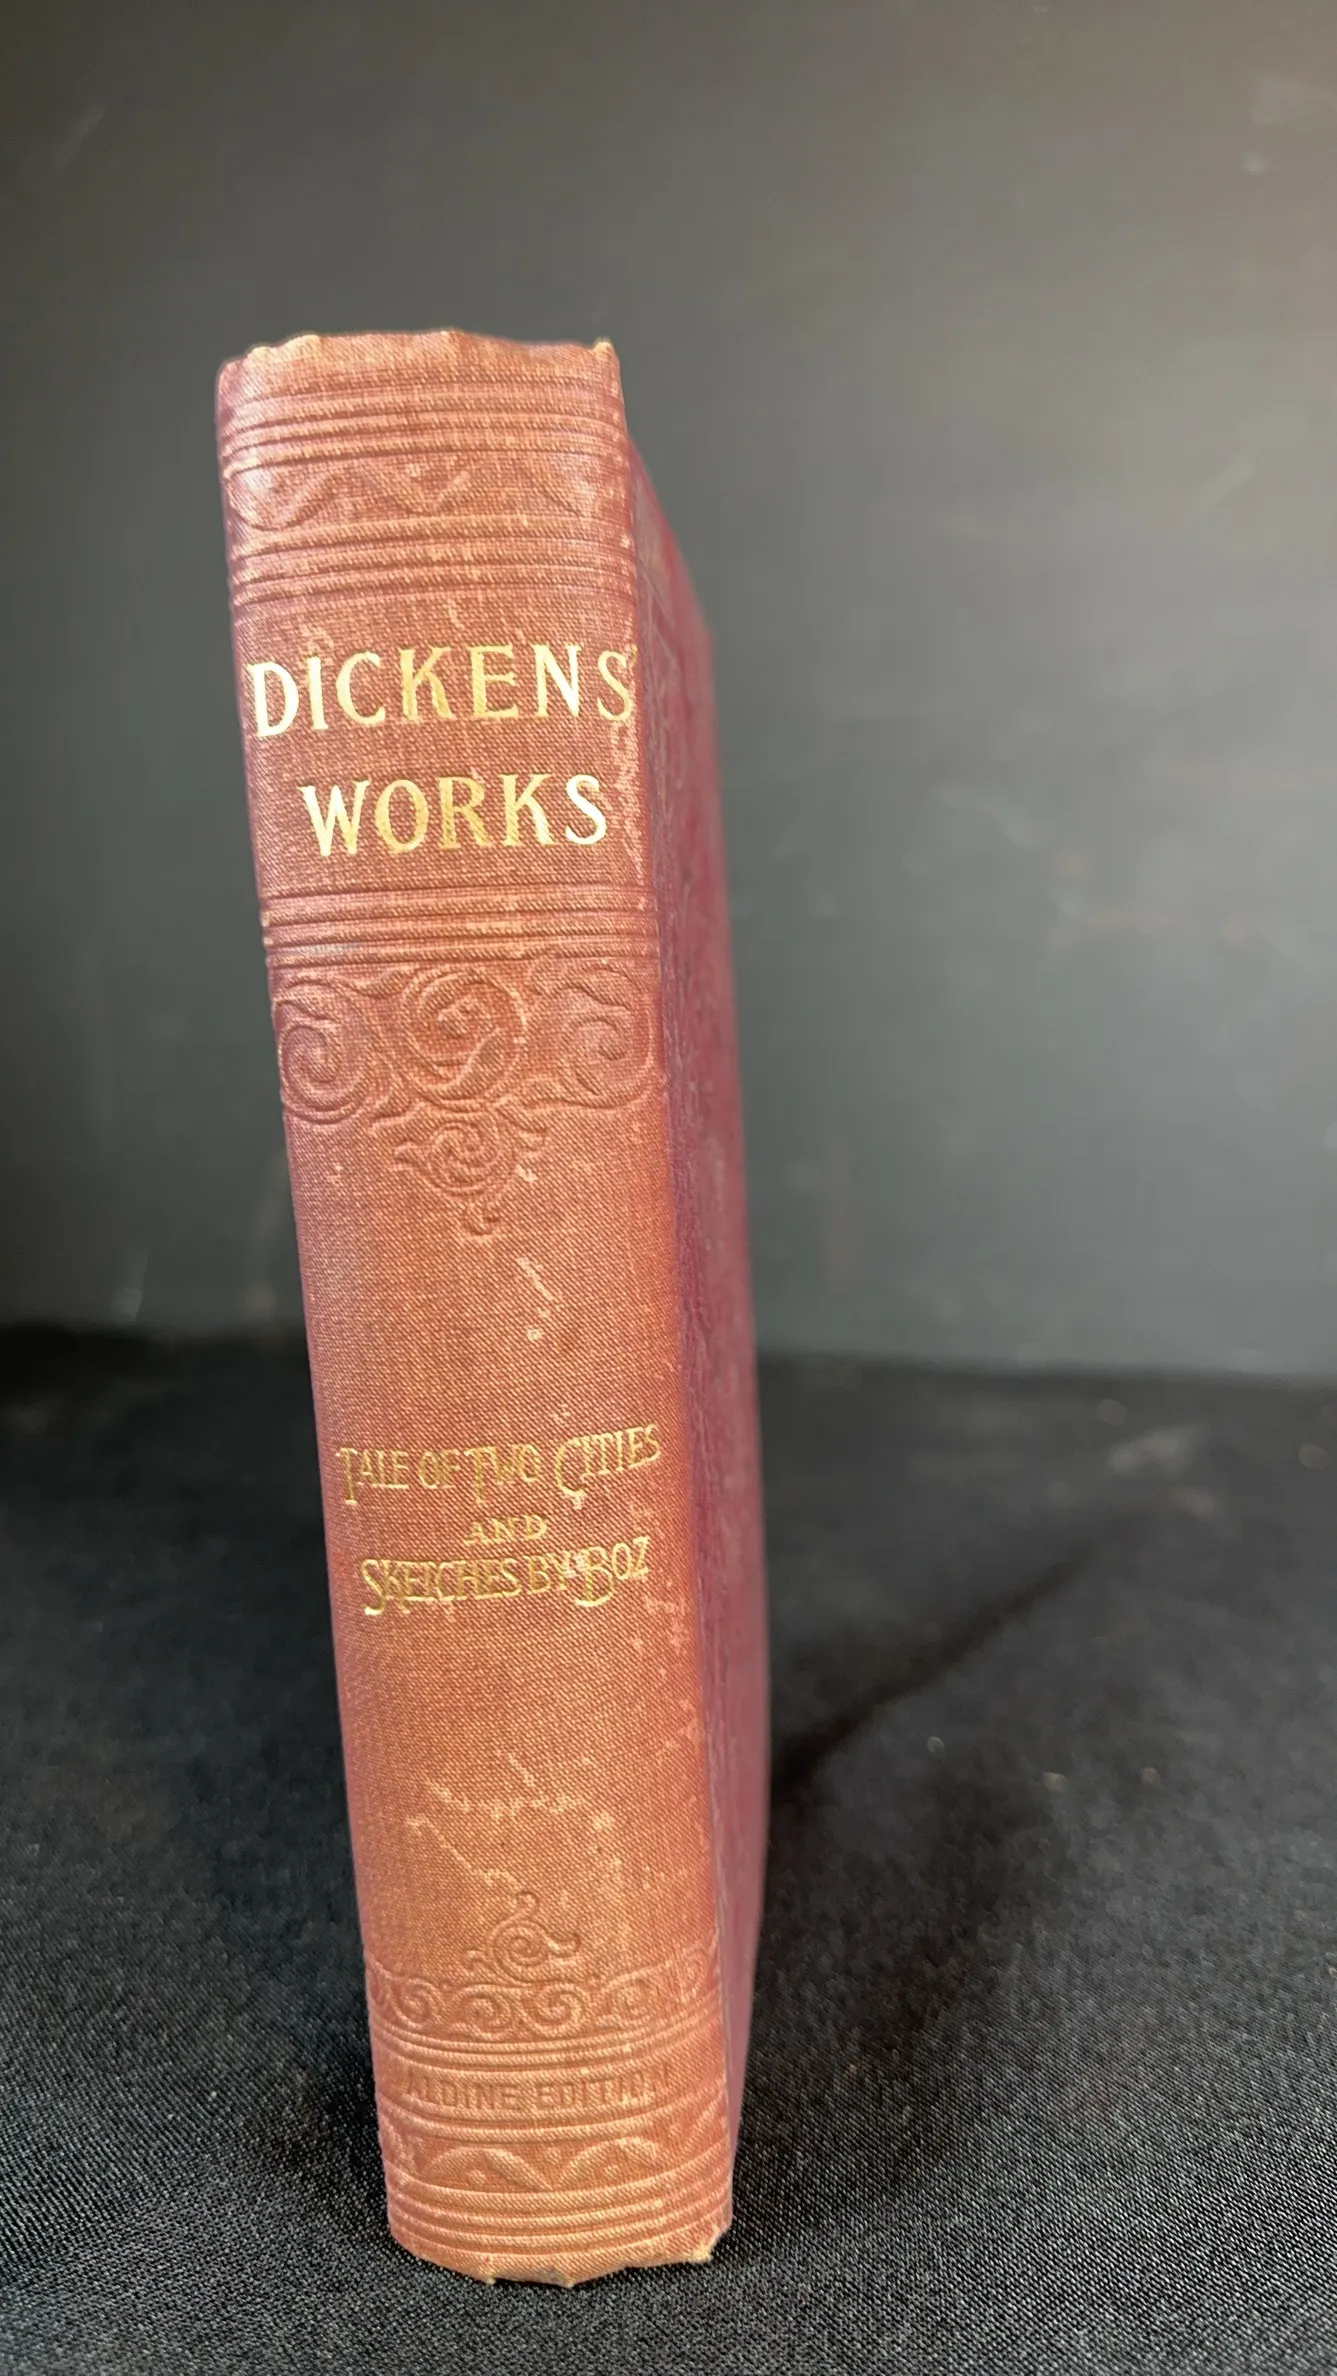 DICKENS'
WORKS
TALE OF TWO CITIES
AND
SKETCHES BY BOZ
ALDINE EDITION